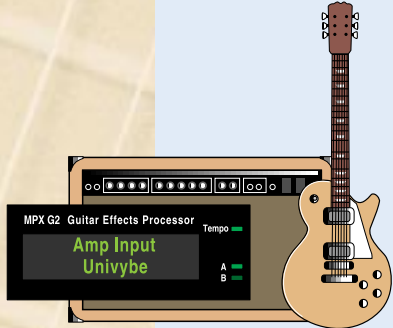 MPX G2 Guitar Effects Processor
Tempo
Amp Input
Univybe
A
B